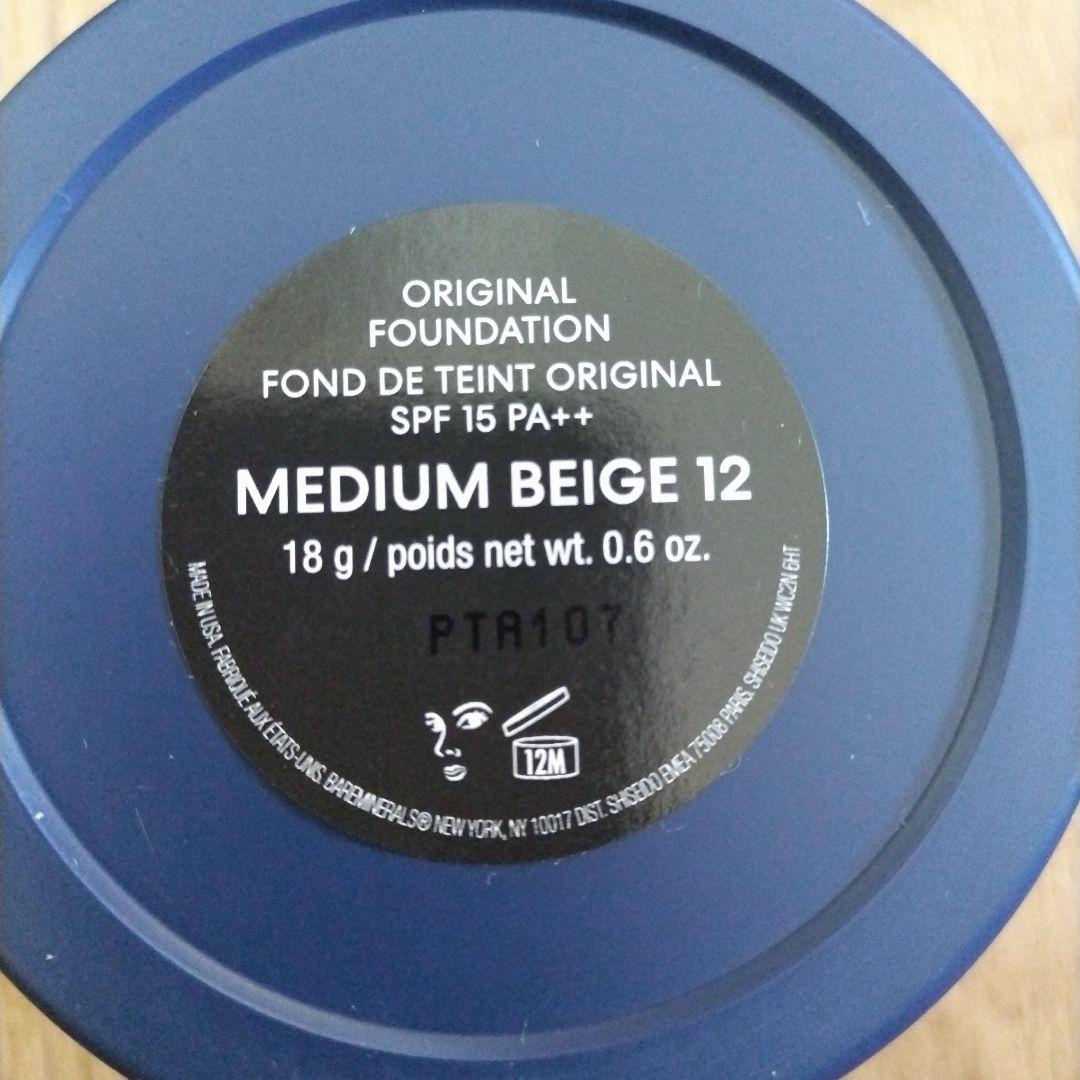 ORIGINAL
FOUNDATION
FOND DE TEINT ORIGINAL
SPF 15 PA++
MEDIUM BEIGE 12
18 g / poids net wt. 0.6 oz.
PTA107
12M
MADE IN USA. FABRIQUÉ AUX ÉTATS-UNIS. BAREMINERALS® NEW YORK, NY 10017 DIST. SHISEIDO EMEA 75008 PARIS. SHISEIDO UK WC2N 6HT